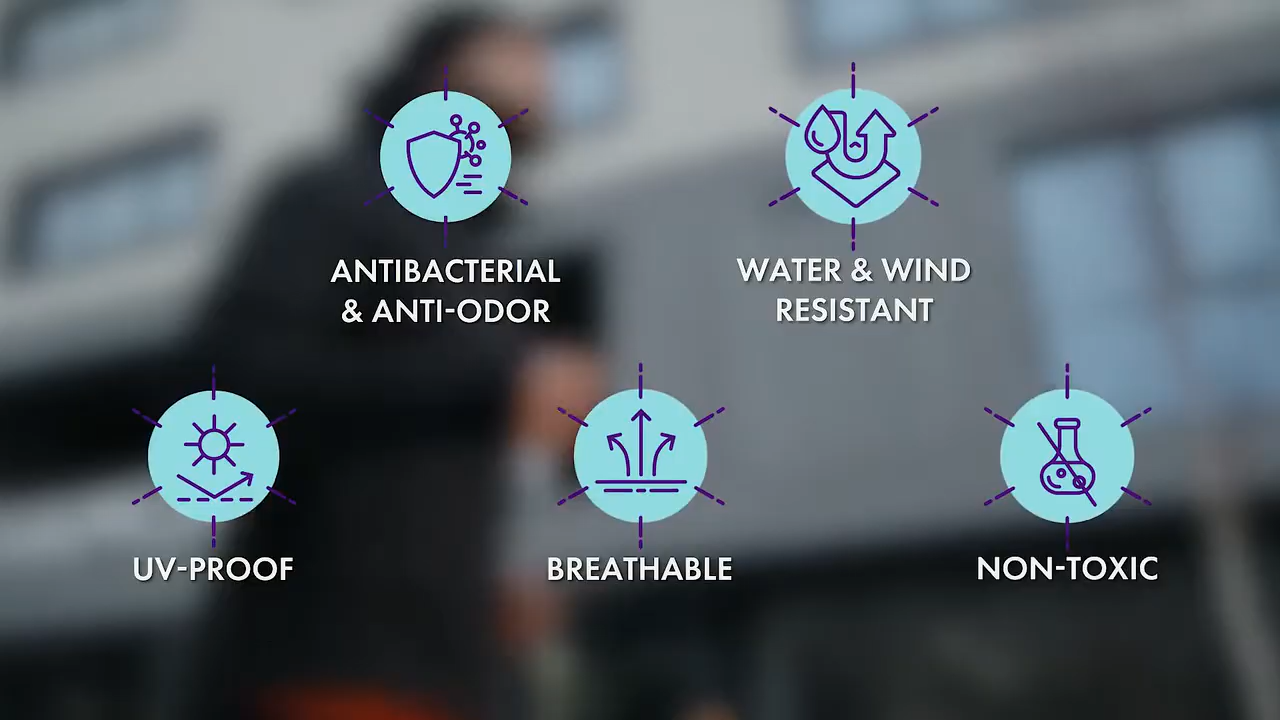 ANTIBACTERIAL
& ANTI-ODOR
WATER & WIND
RESISTANT
UV-PROOF
BREATHABLE
NON-TOXIC